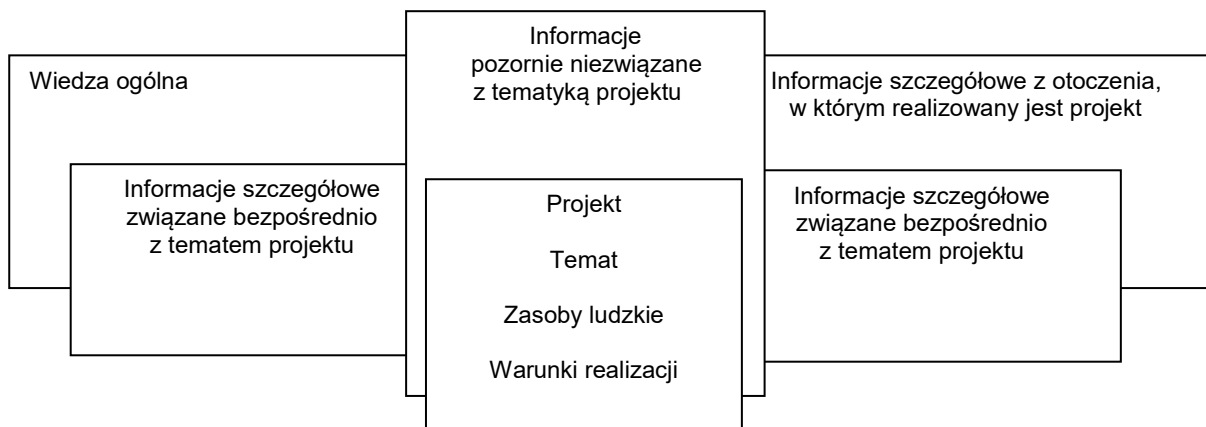 Informacje
pozornie niezwiązane
z tematyką projektu
Wiedza ogólna
Informacje szczegółowe z otoczenia,
w którym realizowany jest projekt
Informacje szczegółowe
związane bezpośrednio
z tematem projektu
Projekt
Temat
Zasoby ludzkie
Warunki realizacji
Informacje szczegółowe
związane bezpośrednio
z tematem projektu